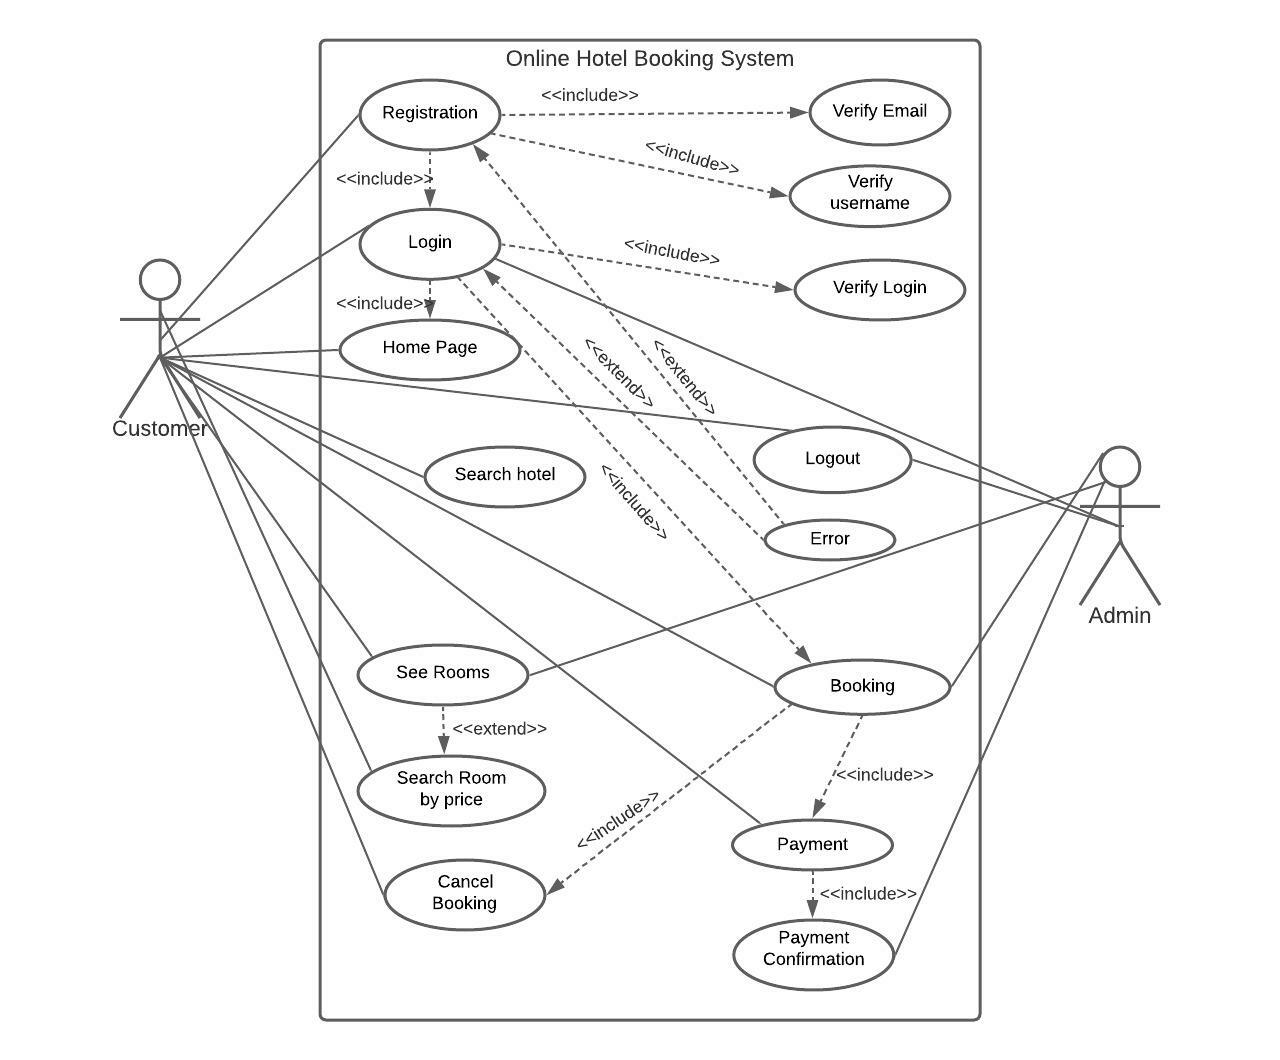 Online Hotel Booking System
Registration
<<include>>
Verify Email
<<include>>
Verify
username
<<include>>
Login
<<include>>
Verify Login
<<include>>
Home Page
<<extend>>
<<extend>>
Customer
Search hotel
Logout
<<include>>
Error
Admin
See Rooms
Booking
<<extend>>
Search Room
by price
<<include>>
<<include>>
Payment
Cancel
Booking
<<include>>
Payment
Confirmation